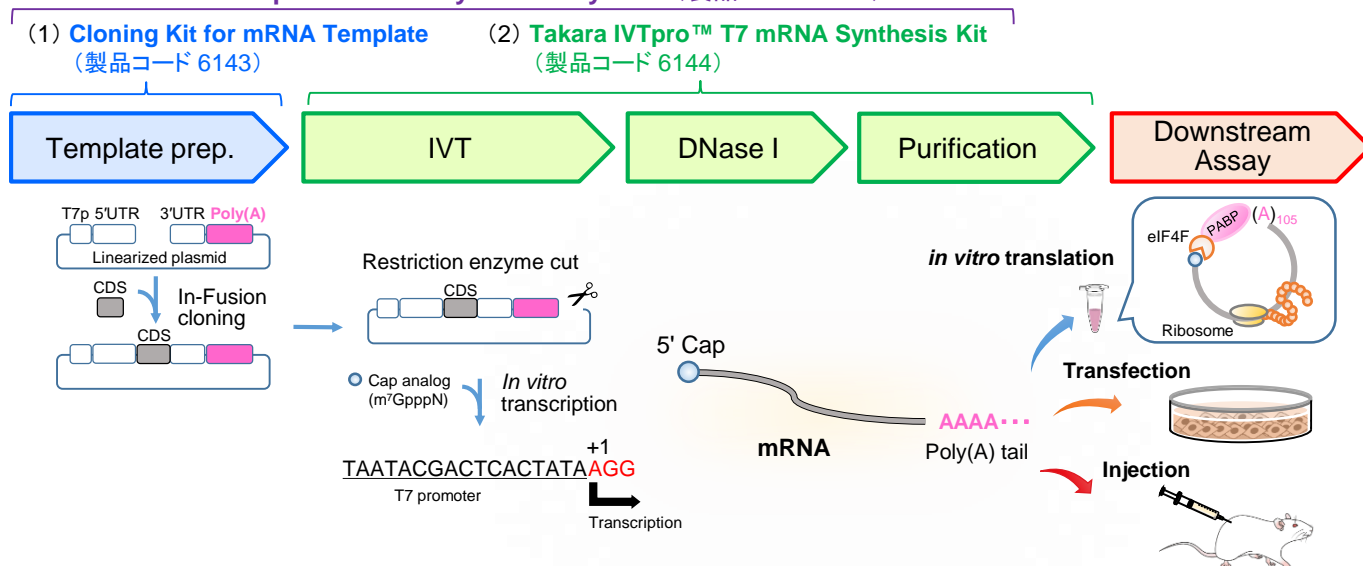 (1) Cloning Kit for mRNA Template
(製品コード 6143)
(2) Takara IVTpro™ T7 mRNA Synthesis Kit
(製品コード 6144)
Template prep.
IVT
DNase I
Purification
Downstream
Assay
T7p 5'UTR 3'UTR Poly(A)
Linearized plasmid
CDS
In-Fusion
cloning
CDS
Restriction enzyme cut
CDS
Cap analog
(m⁷GpppN)
In vitro
transcription
+1
TAATACGACTCACTATAAGG
T7 promoter
Transcription
5' Cap
mRNA
AAAA···
Poly(A) tail
in vitro translation
eIF4F
PABP
(A)₁₀₅
Ribosome
Transfection
Injection